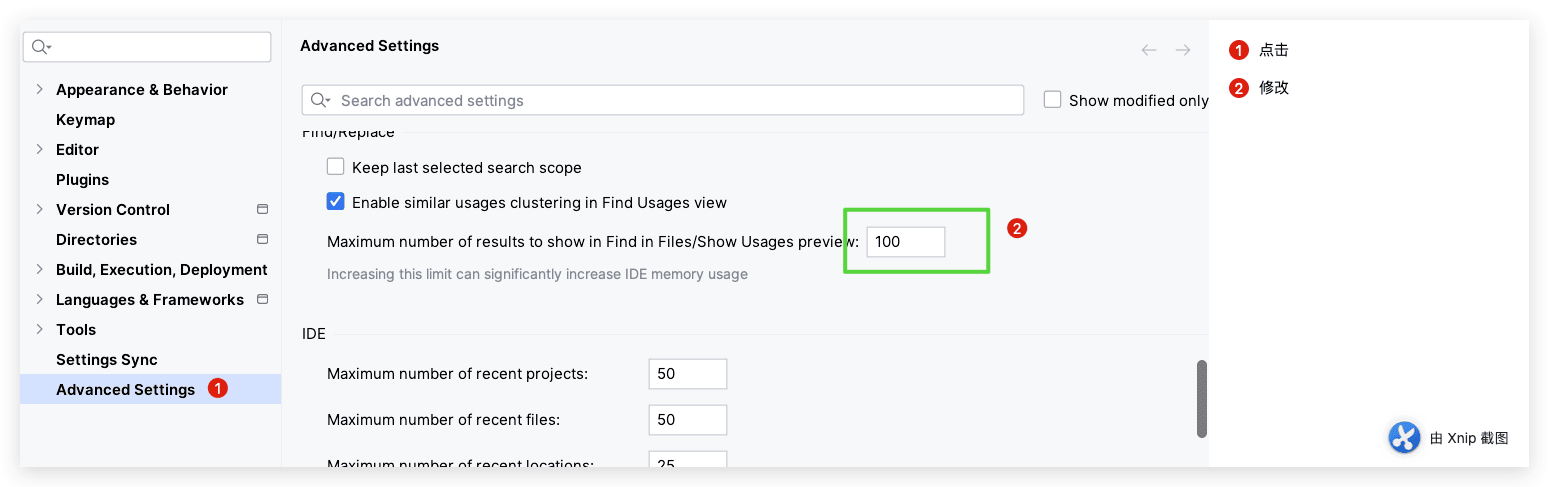 Appearance & Behavior
Keymap
Editor
Plugins
Version Control
Directories
Build, Execution, Deployment
Languages & Frameworks
Tools
Settings Sync
Advanced Settings 1
Advanced Settings
Search advanced settings
Show modified only
Find/Replace
Keep last selected search scope
Enable similar usages clustering in Find Usages view
Maximum number of results to show in Find in Files/Show Usages preview: 100
2
Increasing this limit can significantly increase IDE memory usage
IDE
Maximum number of recent projects: 50
Maximum number of recent files: 50
Maximum number of recent locations: 25
1 点击
2 修改
由 Xnip 截图